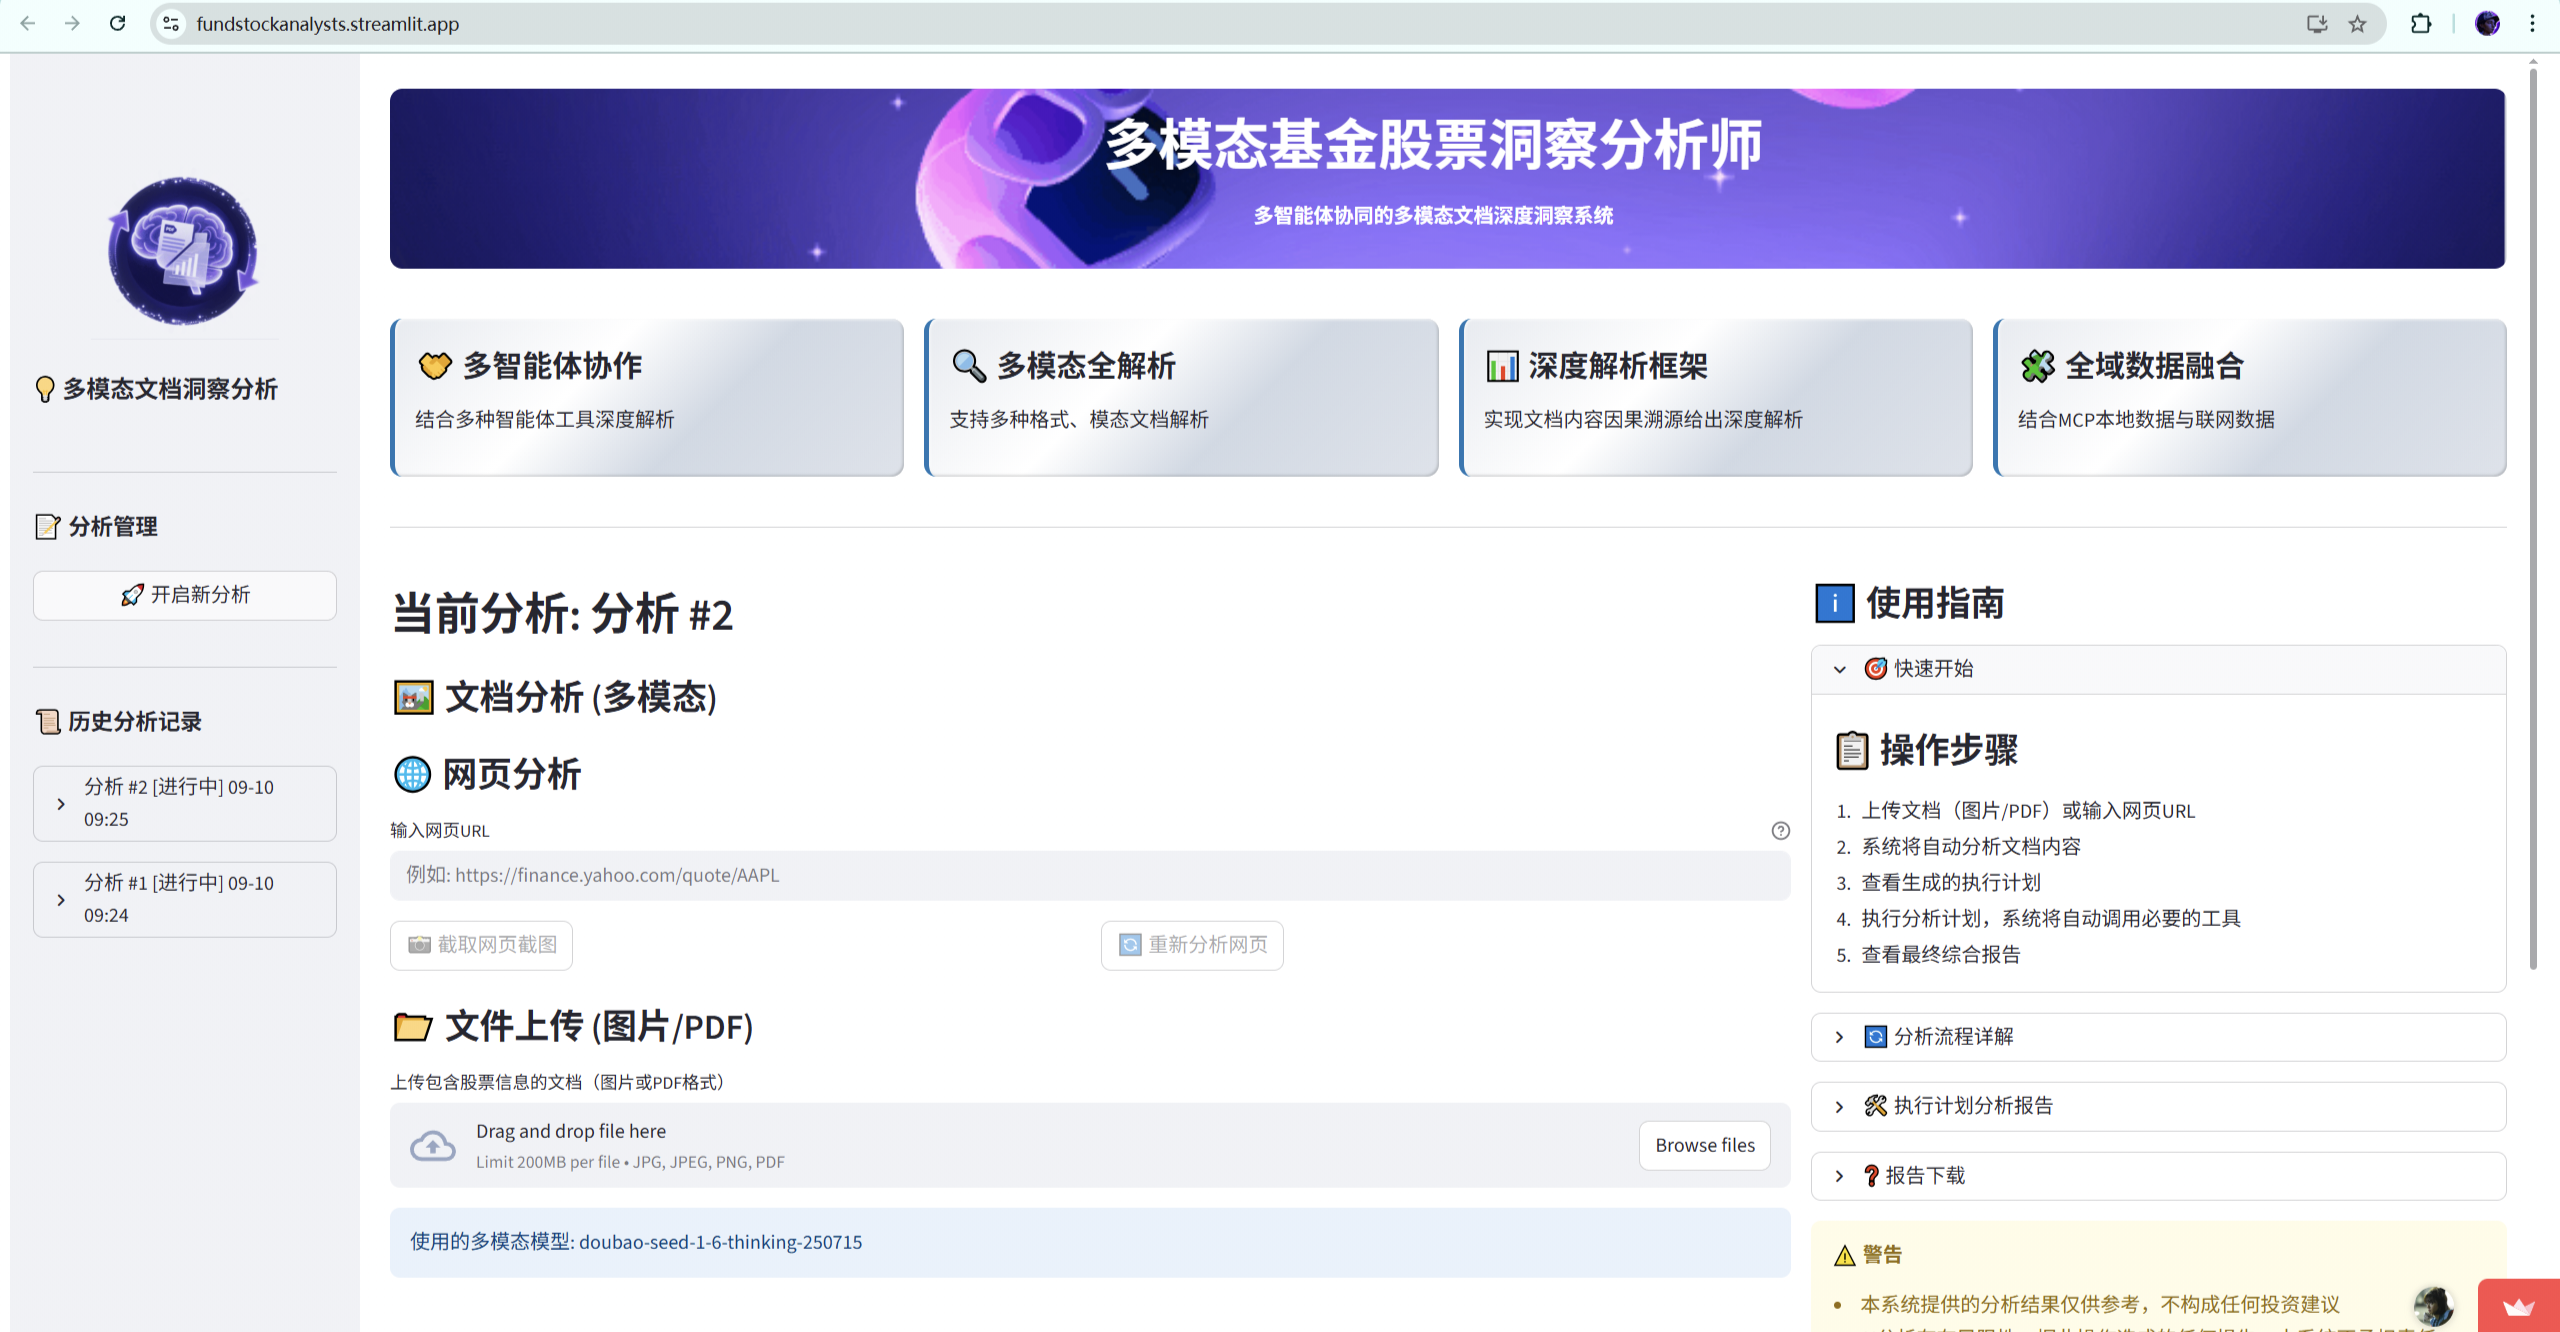 fundstockanalysts.streamlit.app
多模态基金股票洞察分析师
多智能体协同的多模态文档深度洞察系统
多模态文档洞察分析
分析管理
开启新分析
历史分析记录
分析 #2 [进行中] 09-10
09:25
分析 #1 [进行中] 09-10
09:24
多智能体协作
结合多种智能体工具深度解析
多模态全解析
支持多种格式、模态文档解析
深度解析框架
实现文档内容因果溯源给出深度解析
全域数据融合
结合MCP本地数据与联网数据
当前分析: 分析 #2
文档分析 (多模态)
网页分析
输入网页URL
例如: https://finance.yahoo.com/quote/AAPL
截取网页截图
重新分析网页
文件上传 (图片/PDF)
上传包含股票信息的文档（图片或PDF格式）
Drag and drop file here
Limit 200MB per file • JPG, JPEG, PNG, PDF
Browse files
使用的多模态模型: doubao-seed-1-6-thinking-250715
使用指南
快速开始
操作步骤
1. 上传文档（图片/PDF）或输入网页URL
2. 系统将自动分析文档内容
3. 查看生成的执行计划
4. 执行分析计划，系统将自动调用必要的工具
5. 查看最终综合报告
分析流程详解
执行计划分析报告
报告下载
警告
本系统提供的分析结果仅供参考，不构成任何投资建议